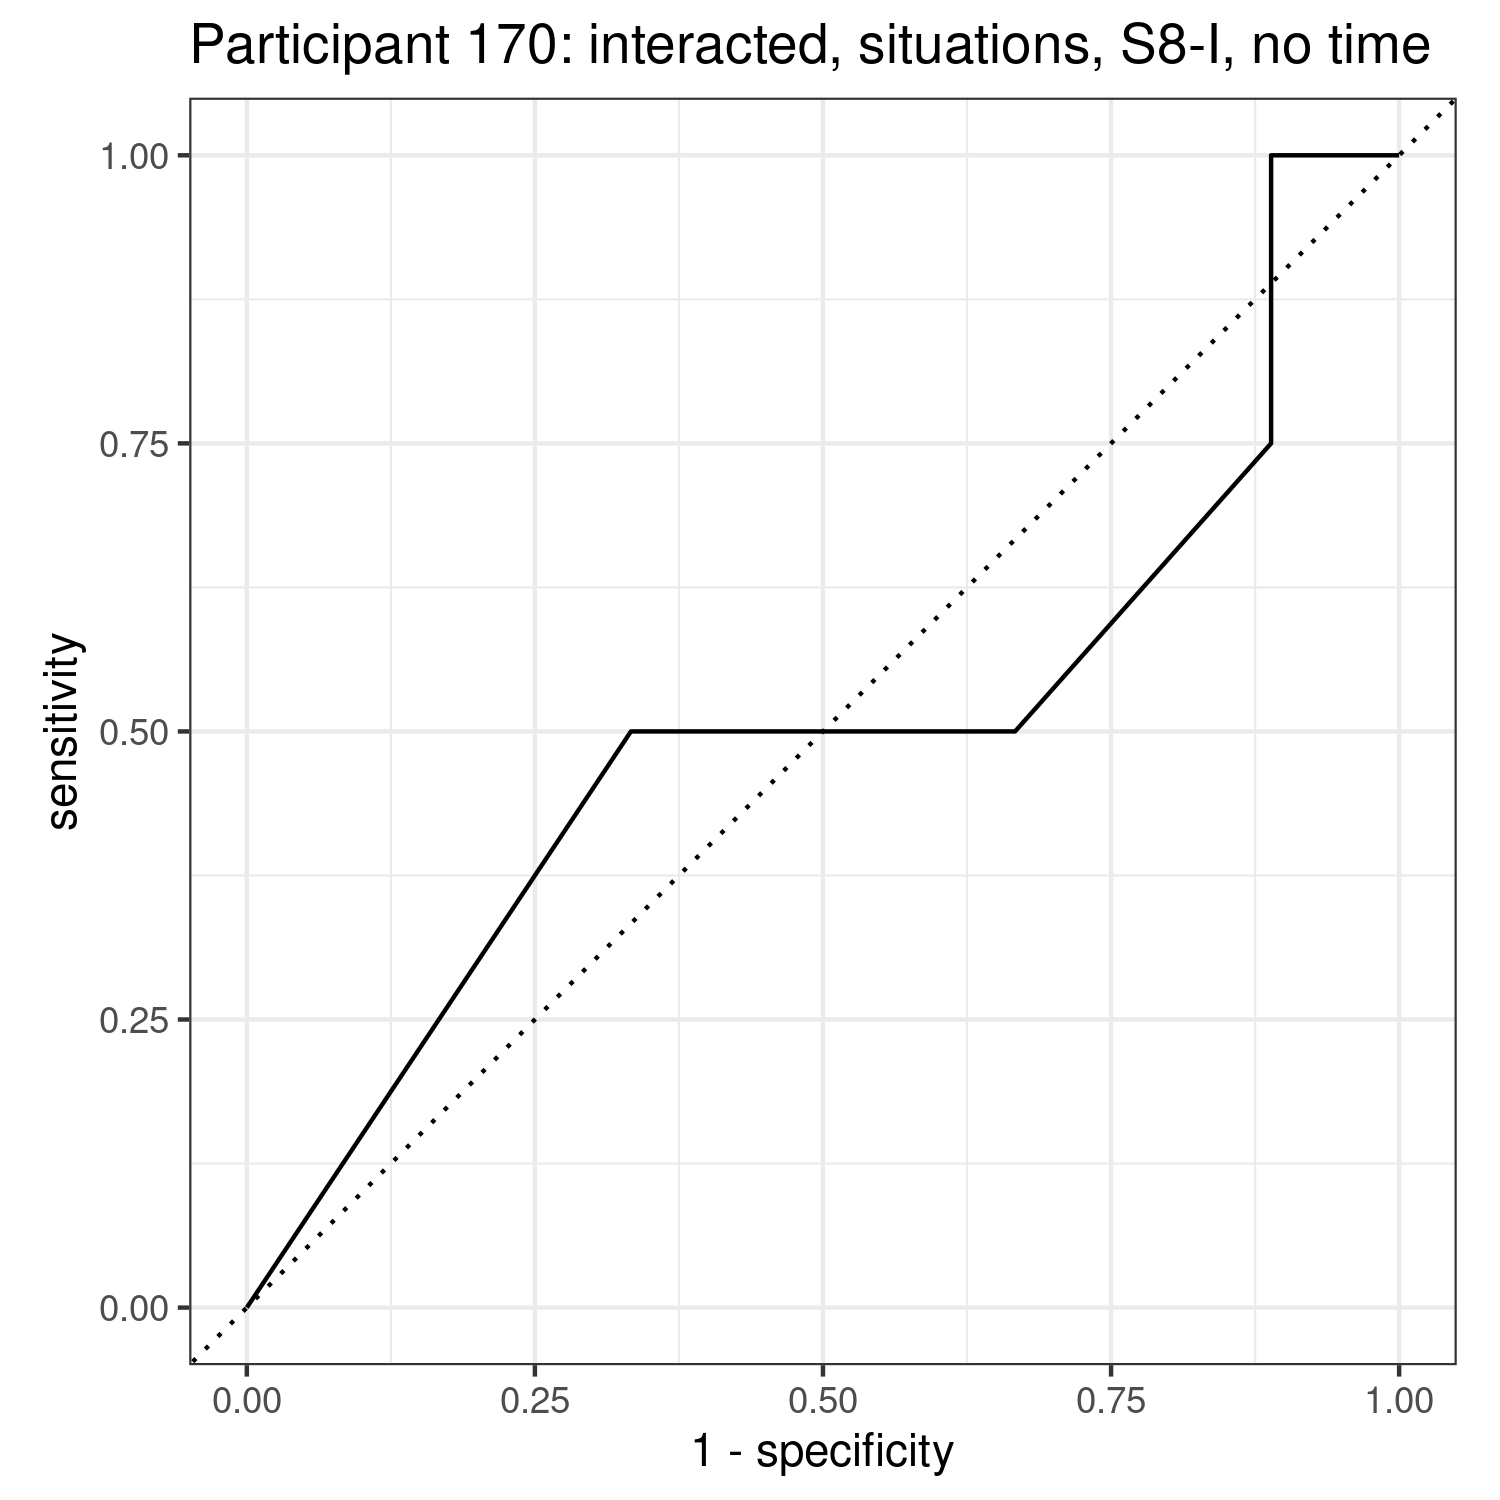 Participant 170: interacted, situations, S8-I, no time
1.00
0.75
0.50
0.25
0.00
sensitivity
0.00 0.25 0.50 0.75 1.00
1 - specificity